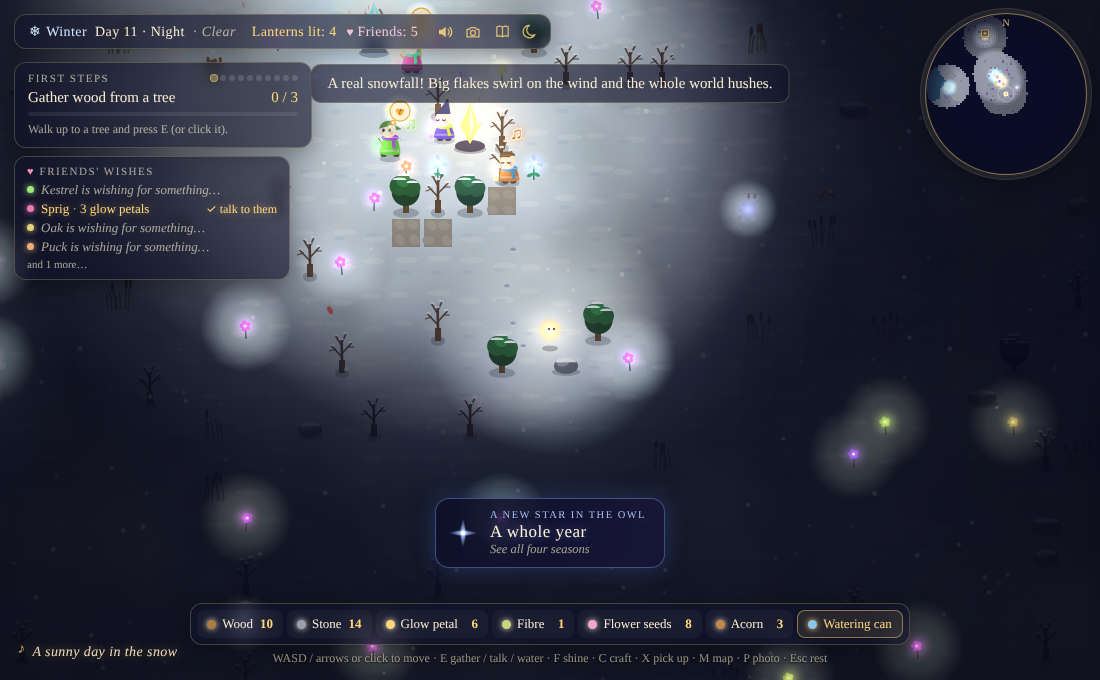 Winter Day 11 · Night · Clear Lanterns lit: 4 ♥ Friends: 5
N
FIRST STEPS
Gather wood from a tree 0 / 3
Walk up to a tree and press E (or click it).
A real snowfall! Big flakes swirl on the wind and the whole world hushes.
♥ FRIENDS' WISHES
Kestrel is wishing for something…
Sprig · 3 glow petals ✓ talk to them
Oak is wishing for something…
Puck is wishing for something…
and 1 more…
A NEW STAR IN THE OWL
A whole year
See all four seasons
Wood 10 Stone 14 Glow petal 6 Fibre 1 Flower seeds 8 Acorn 3 Watering can
♪ A sunny day in the snow
WASD / arrows or click to move · E gather / talk / water · F shine · C craft · X pick up · M map · P photo · Esc rest